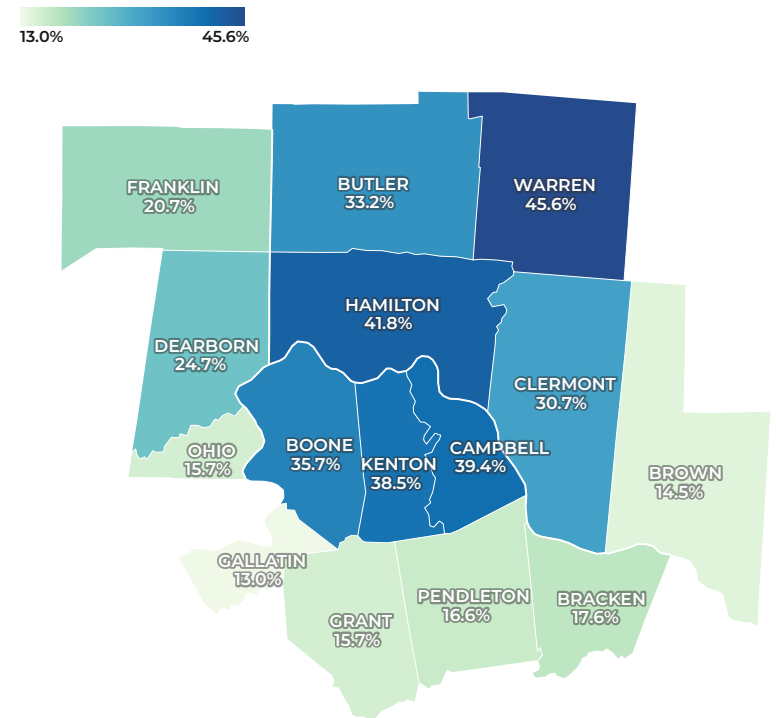 13.0%
45.6%
FRANKLIN
20.7%
BUTLER
33.2%
WARREN
45.6%
HAMILTON
41.8%
DEARBORN
24.7%
CLERMONT
30.7%
OHIO
15.7%
BOONE
35.7%
KENTON
38.5%
CAMPBELL
39.4%
BROWN
14.5%
GALLATIN
13.0%
GRANT
15.7%
PENDLETON
16.6%
BRACKEN
17.6%